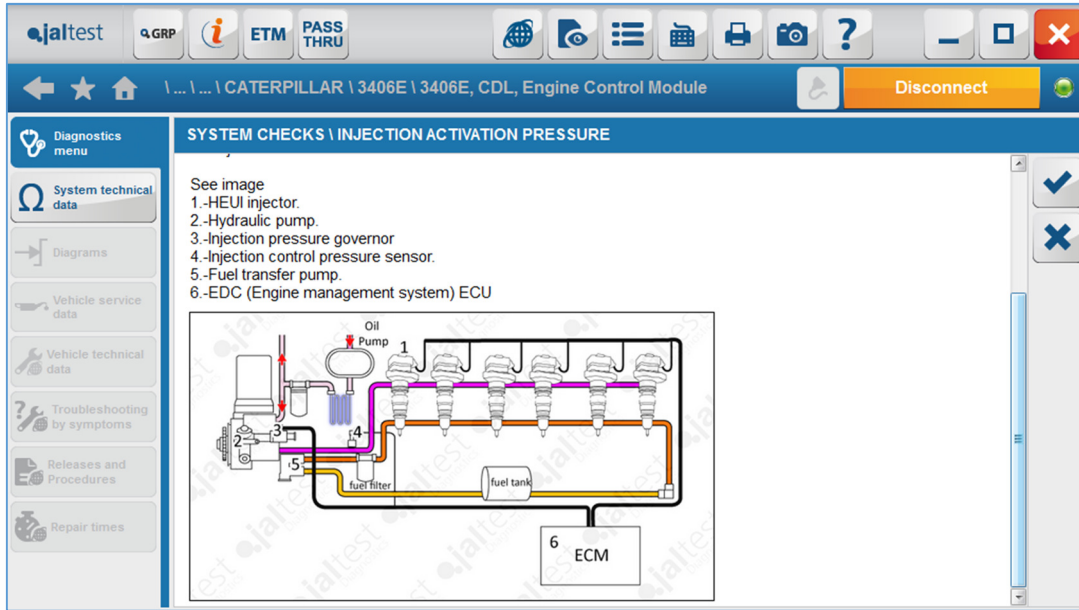 jaltest
GRP
i
ETM
PASS
THRU
?
\ ... \ ... \ CATERPILLAR \ 3406E \ 3406E, CDL, Engine Control Module
Disconnect
Diagnostics
menu
System technical
data
Diagrams
Vehicle service
data
Vehicle technical
data
Troubleshooting
by symptoms
Releases and
Procedures
Repair times
SYSTEM CHECKS \ INJECTION ACTIVATION PRESSURE
See image
1.-HEUI injector.
2.-Hydraulic pump.
3.-Injection pressure governor
4.-Injection control pressure sensor.
5.-Fuel transfer pump.
6.-EDC (Engine management system) ECU
Oil
Pump
1
2
3
4
5
fuel filter
fuel tank
6
ECM
jaltest